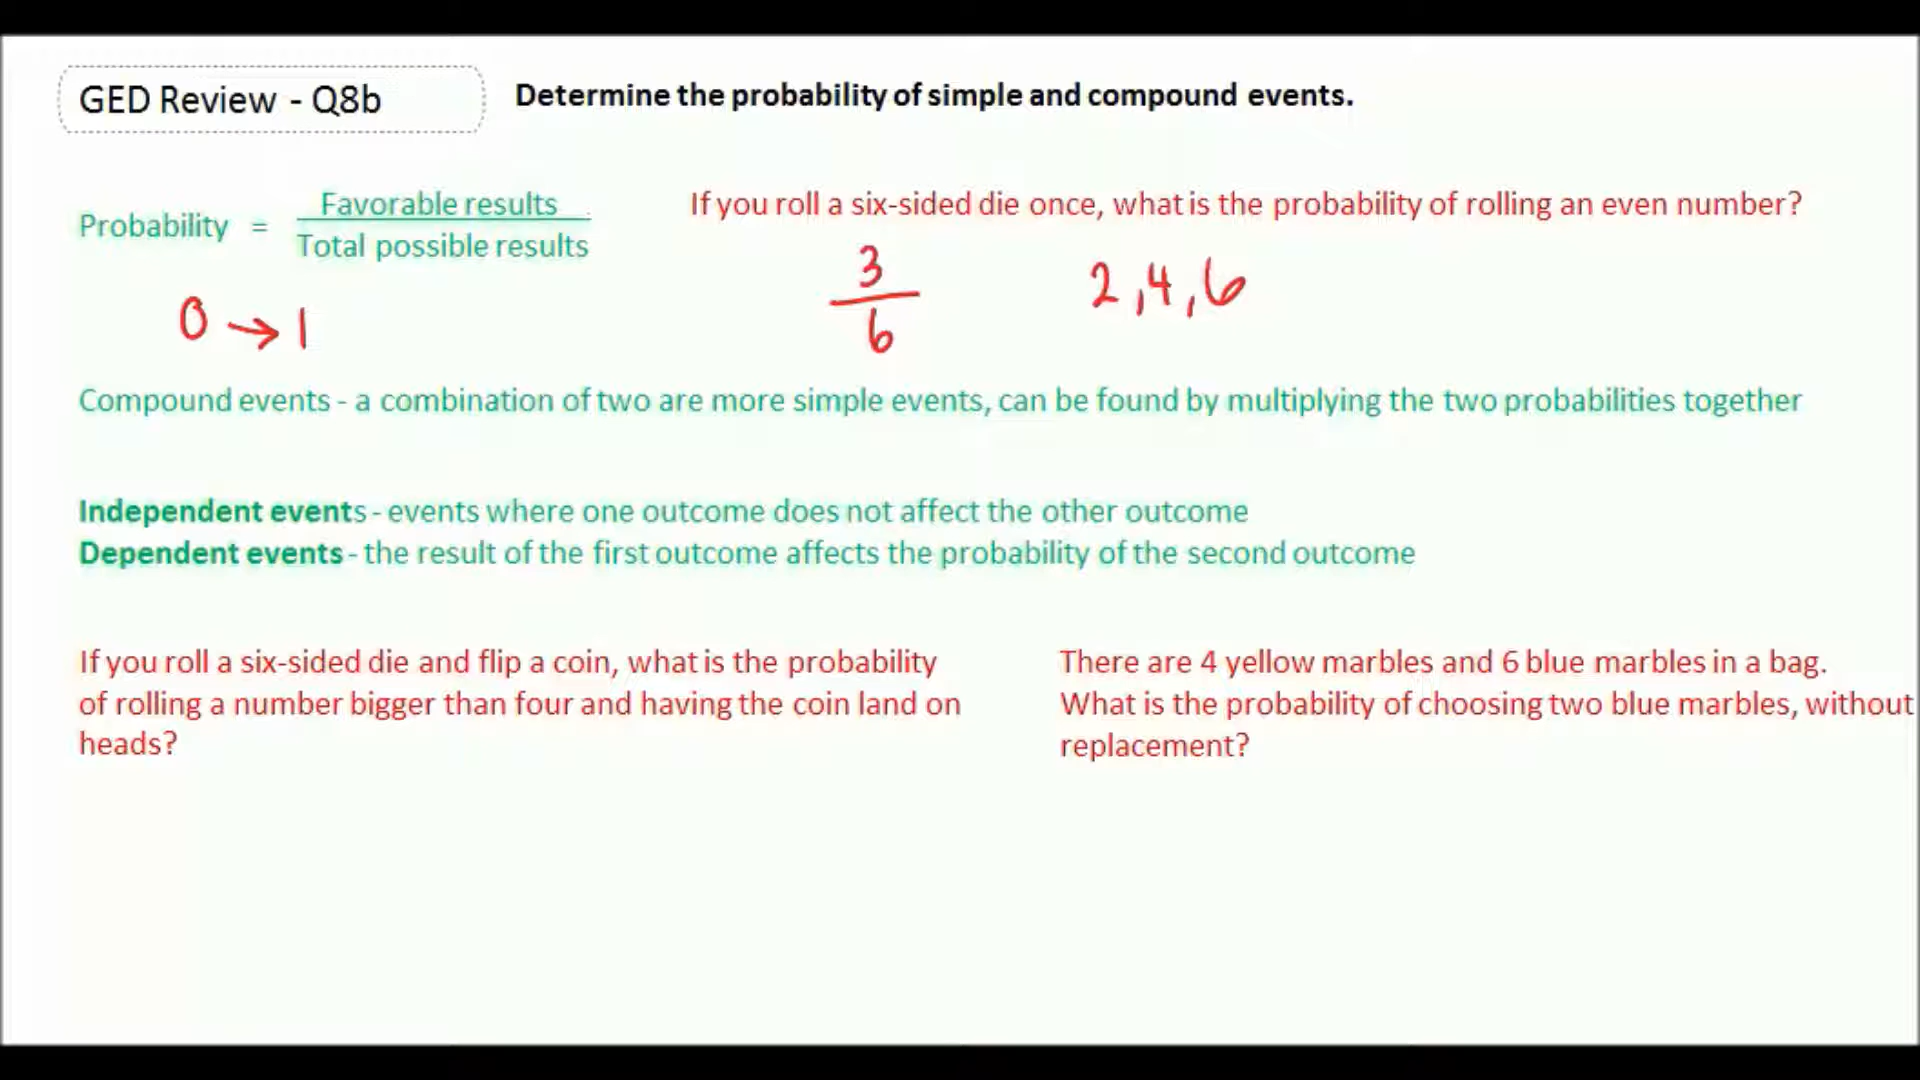 GED Review - Q8b
Determine the probability of simple and compound events.
Probability = Favorable results
Total possible results
0 → 1
If you roll a six-sided die once, what is the probability of rolling an even number?
3
6
2,4,6
Compound events - a combination of two are more simple events, can be found by multiplying the two probabilities together
Independent events - events where one outcome does not affect the other outcome
Dependent events - the result of the first outcome affects the probability of the second outcome
If you roll a six-sided die and flip a coin, what is the probability
of rolling a number bigger than four and having the coin land on
heads?
There are 4 yellow marbles and 6 blue marbles in a bag.
What is the probability of choosing two blue marbles, without
replacement?